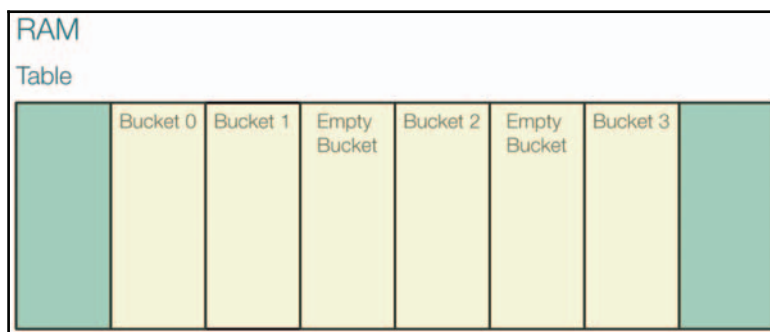 RAM
Table
Bucket 0
Bucket 1
Empty
Bucket
Bucket 2
Empty
Bucket
Bucket 3